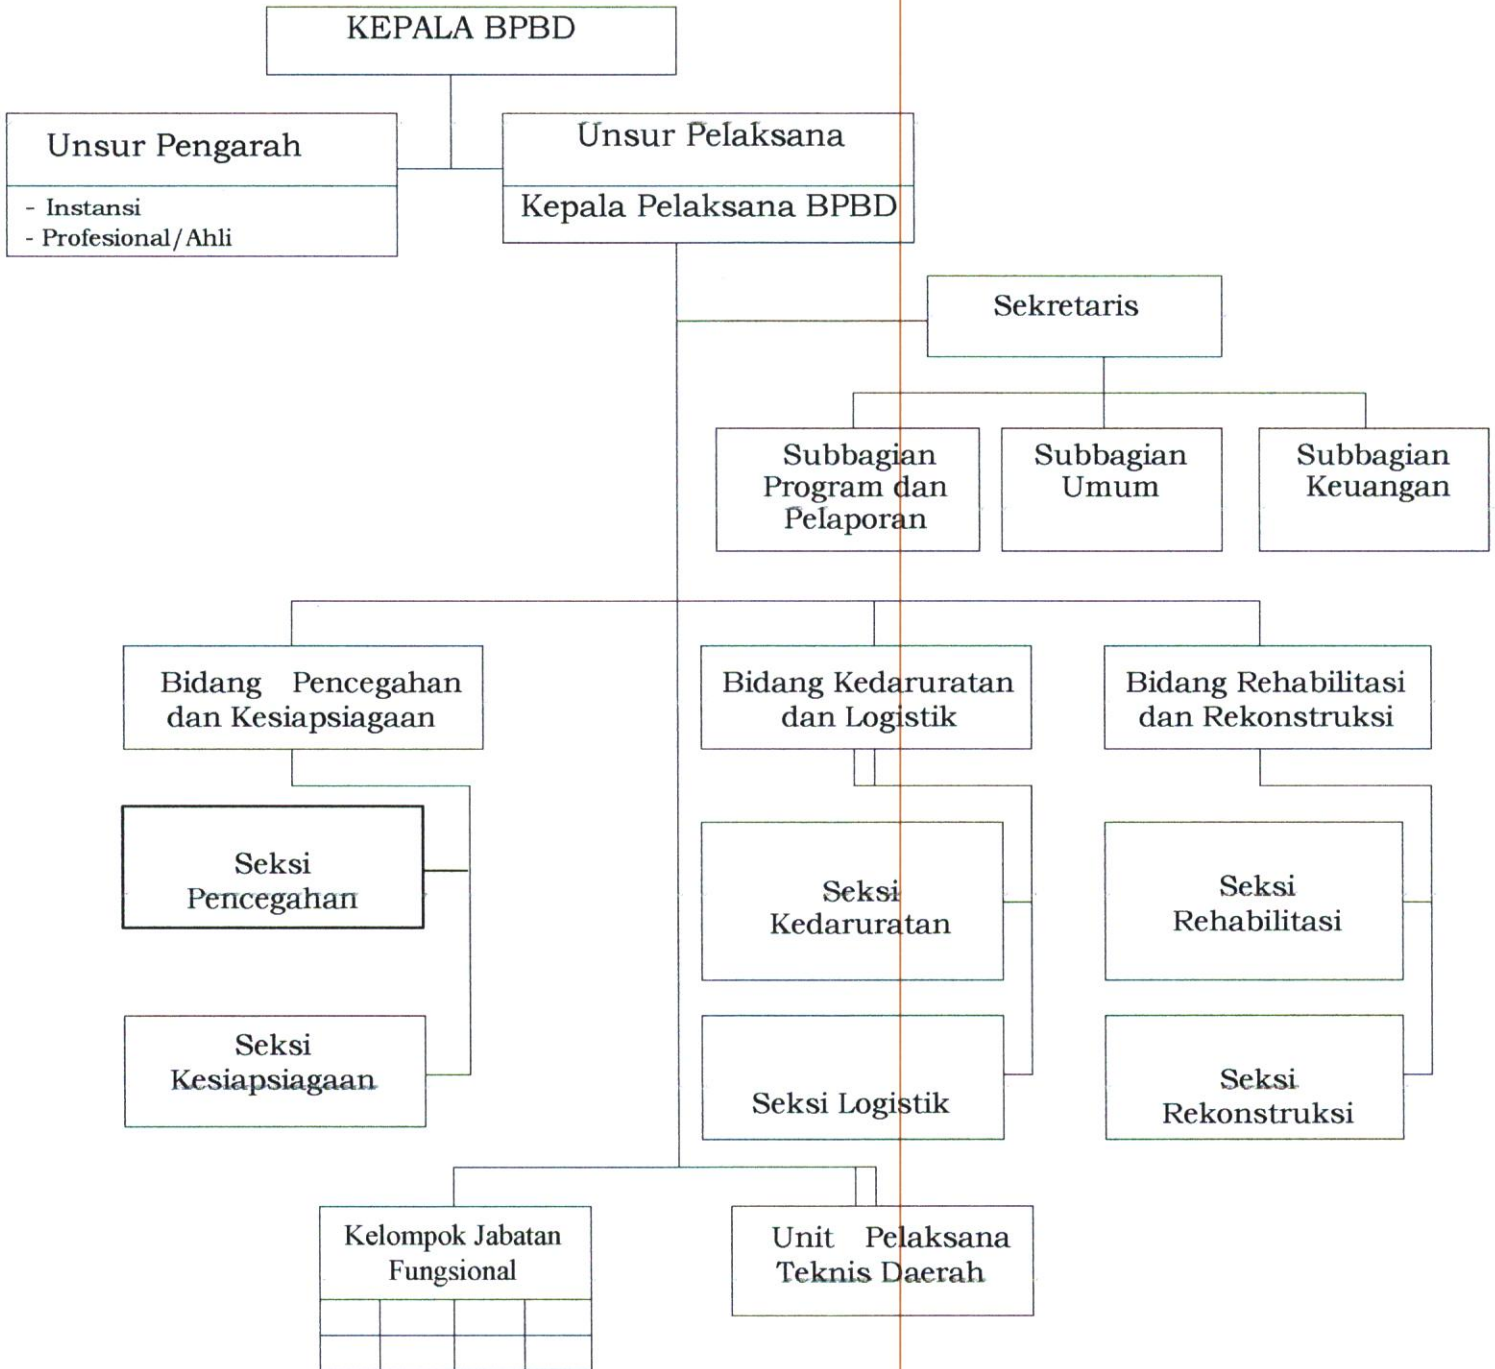 KEPALA BPBD
Unsur Pengarah
- Instansi
- Profesional/Ahli
Unsur Pelaksana
Kepala Pelaksana BPBD
Sekretaris
Subbagian
Program dan
Pelaporan
Subbagian
Umum
Subbagian
Keuangan
Bidang Pencegahan
dan Kesiapsiagaan
Bidang Kedaruratan
dan Logistik
Bidang Rehabilitasi
dan Rekonstruksi
Seksi
Pencegahan
Seksi
Kedaruratan
Seksi
Rehabilitasi
Seksi
Kesiapsiagaan
Seksi Logistik
Seksi
Rekonstruksi
Kelompok Jabatan
Fungsional
Unit Pelaksana
Teknis Daerah